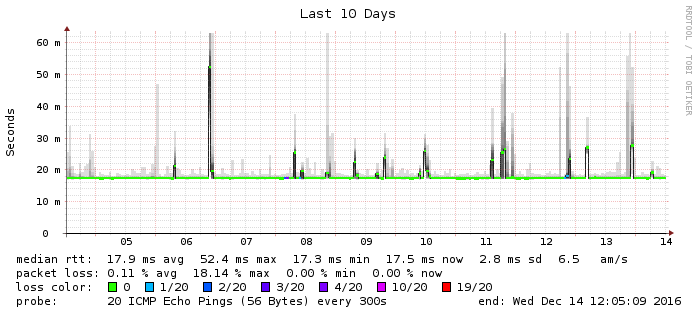 Last 10 Days
RRDTOOL / TOBI OETIKER
Seconds
60 m
50 m
40 m
30 m
20 m
10 m
0
05 06 07 08 09 10 11 12 13 14
median rtt: 17.9 ms avg 52.4 ms max 17.3 ms min 17.5 ms now 2.8 ms sd 6.5 am/s
packet loss: 0.11 % avg 18.14 % max 0.00 % min 0.00 % now
loss color: 0 1/20 2/20 3/20 4/20 10/20 19/20
probe: 20 ICMP Echo Pings (56 Bytes) every 300s end: Wed Dec 14 12:05:09 2016